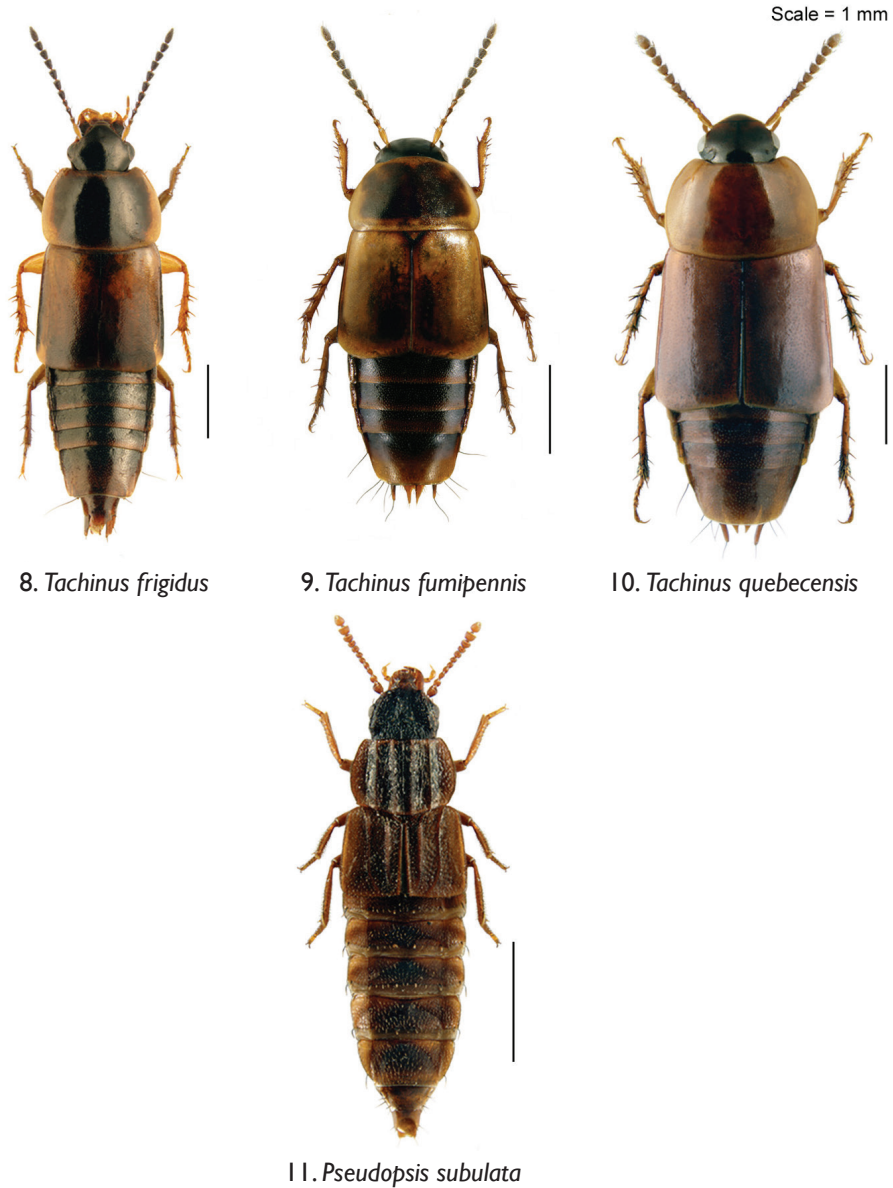 Scale = 1 mm
8. Tachinus frigidus
9. Tachinus fumipennis
10. Tachinus quebecensis
11. Pseudopsis subulata